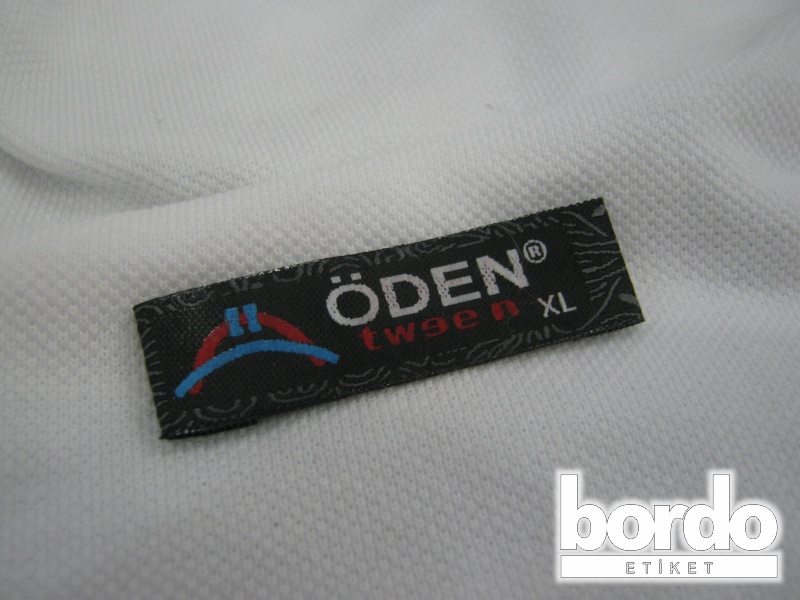 ÖDEN®
tween XL
bordo
ETİKET